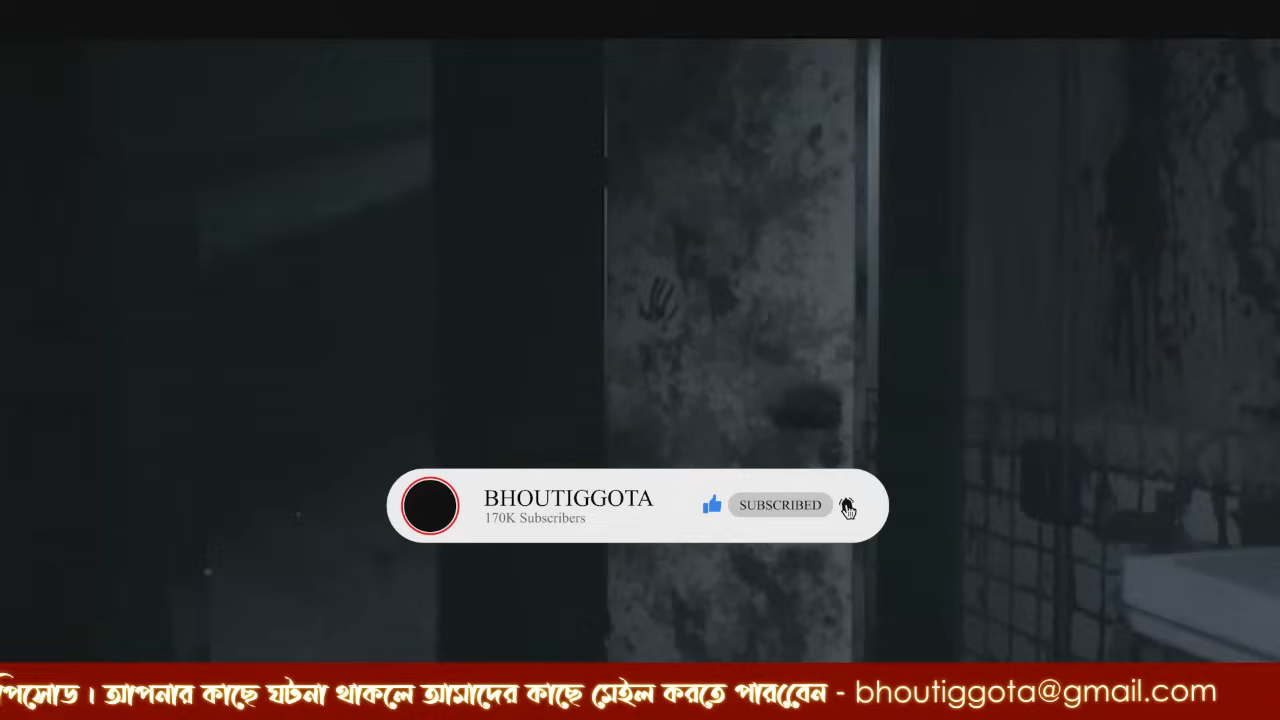 BHOUTIGGOTA
170K Subscribers
SUBSCRIBED
পিসোড। আপনার কাছে ঘটনা থাকলে আমাদের কাছে মেইল করতে পারবেন - bhoutiggota@gmail.com